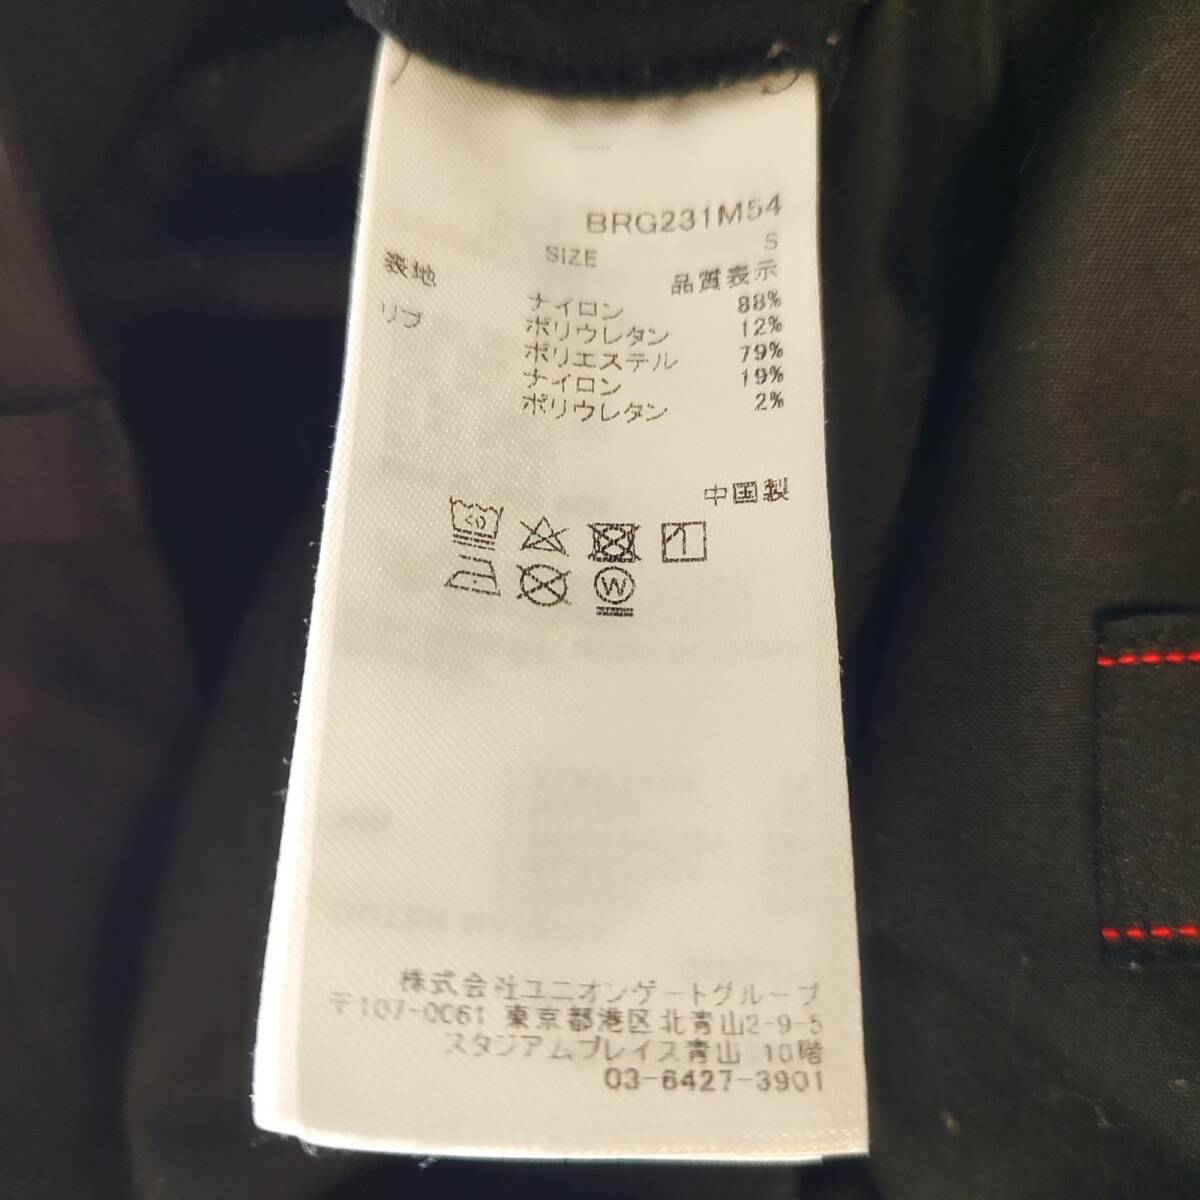 BRG231M54
SIZE S
表地 品質表示
ナイロン 88%
リブ ポリウレタン 12%
ポリエステル 79%
ナイロン 19%
ポリウレタン 2%
中国製
40
W
株式会社ユニオンゲートグループ
〒107-0061 東京都港区北青山2-9-5
スタジアムプレイス青山 10階
03-6427-3901